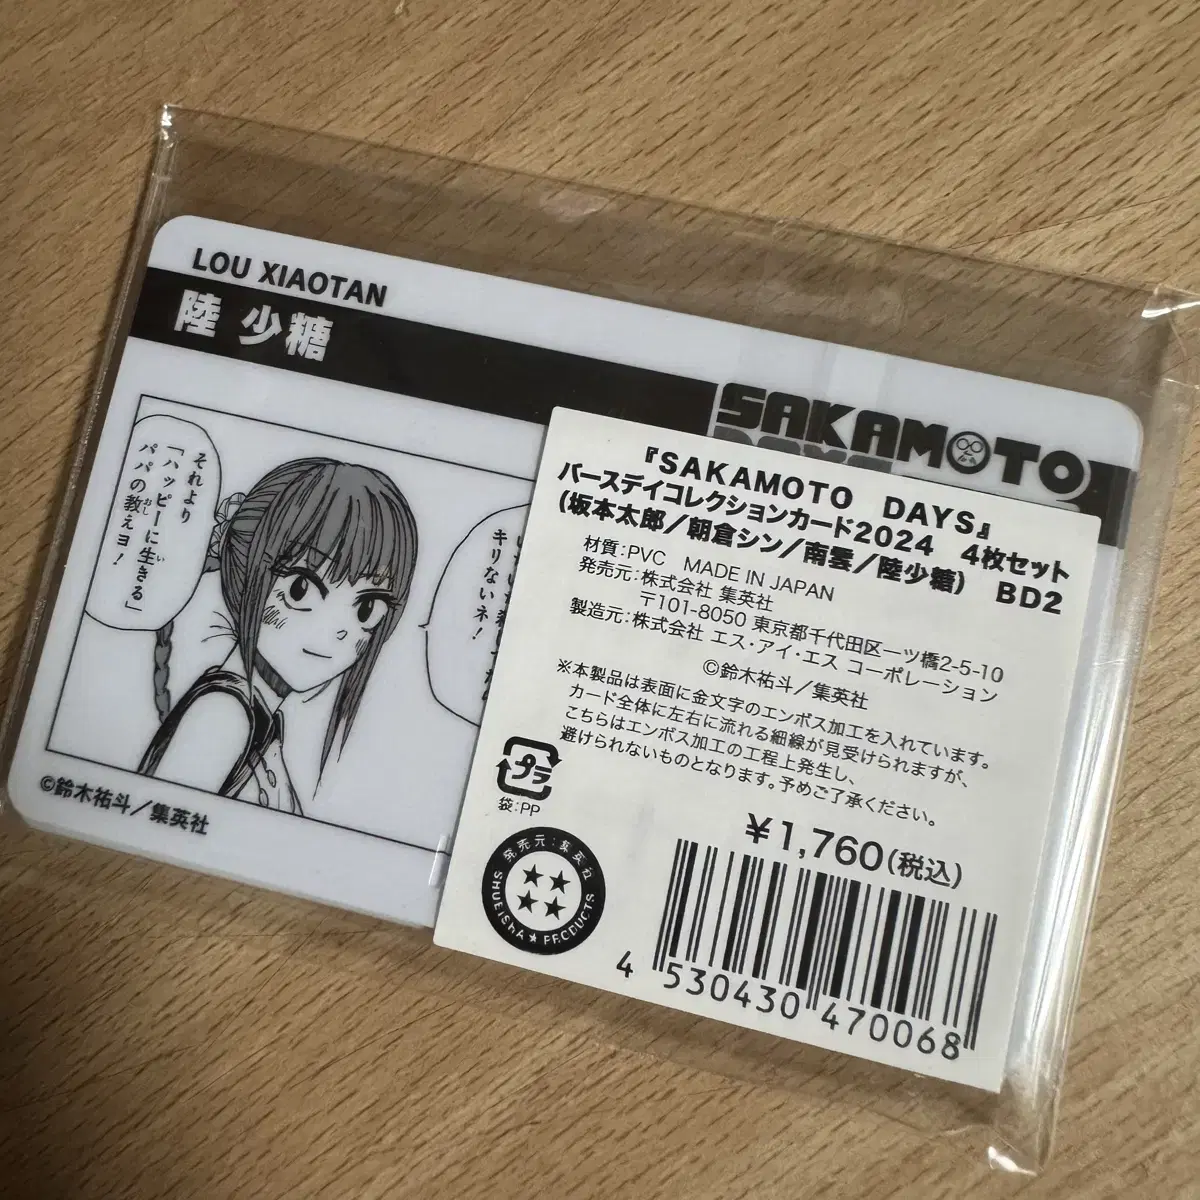 LOU XIAOTAN
陸 少糖
SAKAMOTO
それより
「ハッピーに生きる」
パパの教えヨ!
キリないネ!
©鈴木祐斗/集英社
『SAKAMOTO DAYS』
バースデイコレクションカード2024 4枚セット
(坂本太郎/朝倉シン/南雲/陸少糖) BD2
材質:PVC MADE IN JAPAN
発売元:株式会社 集英社
〒101-8050 東京都千代田区一ツ橋2-5-10
製造元:株式会社 エス・アイ・エス コーポレーション
©鈴木祐斗/集英社
※本製品は表面に金文字のエンボス加工を入れています。
カード全体に左右に流れる細線が見受けられますが、
こちらはエンボス加工の工程上発生し、
避けられないものとなります。予めご了承ください。
プラ
袋:PP
¥1,760(税込)
発売元:集英社
SHUEISHA★PRODUCTS
4 530430 470068